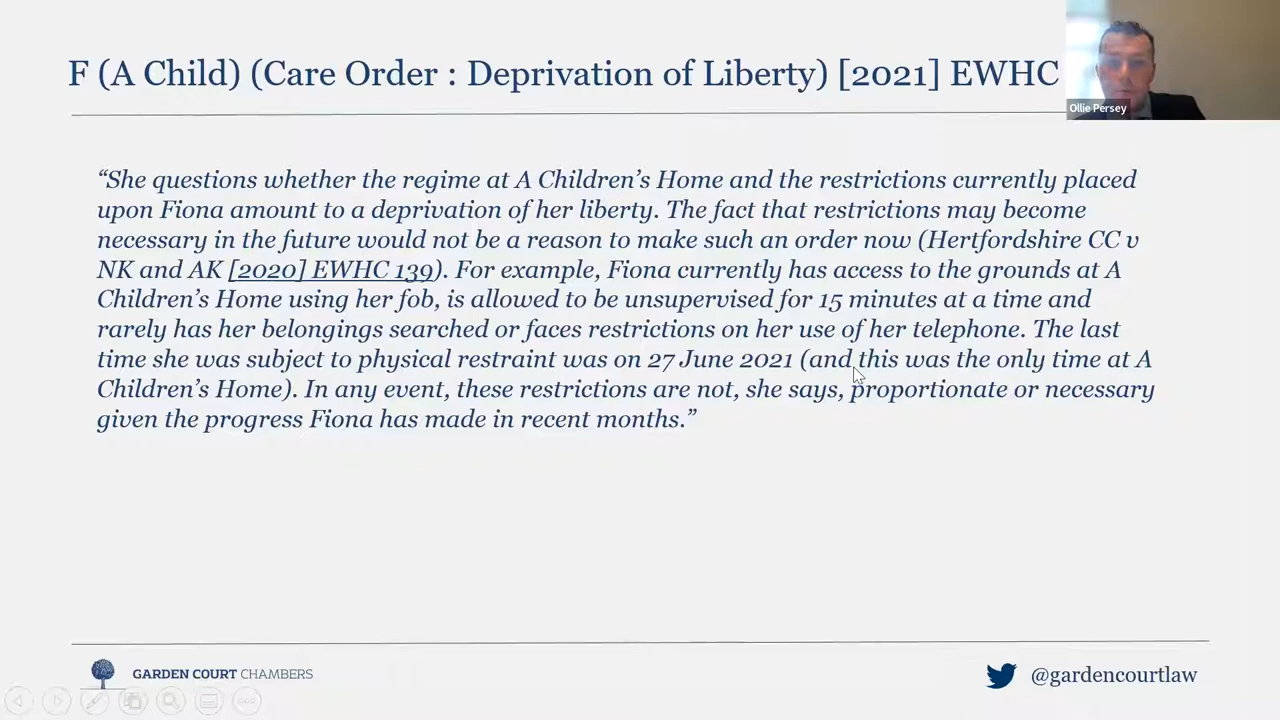 F (A Child) (Care Order : Deprivation of Liberty) [2021] EWHC
Ollie Persey
“She questions whether the regime at A Children’s Home and the restrictions currently placed
upon Fiona amount to a deprivation of her liberty. The fact that restrictions may become
necessary in the future would not be a reason to make such an order now (Hertfordshire CC v
NK and AK [2020] EWHC 139). For example, Fiona currently has access to the grounds at A
Children’s Home using her fob, is allowed to be unsupervised for 15 minutes at a time and
rarely has her belongings searched or faces restrictions on her use of her telephone. The last
time she was subject to physical restraint was on 27 June 2021 (and this was the only time at A
Children’s Home). In any event, these restrictions are not, she says, proportionate or necessary
given the progress Fiona has made in recent months.”
GARDEN COURT CHAMBERS
@gardencourtlaw